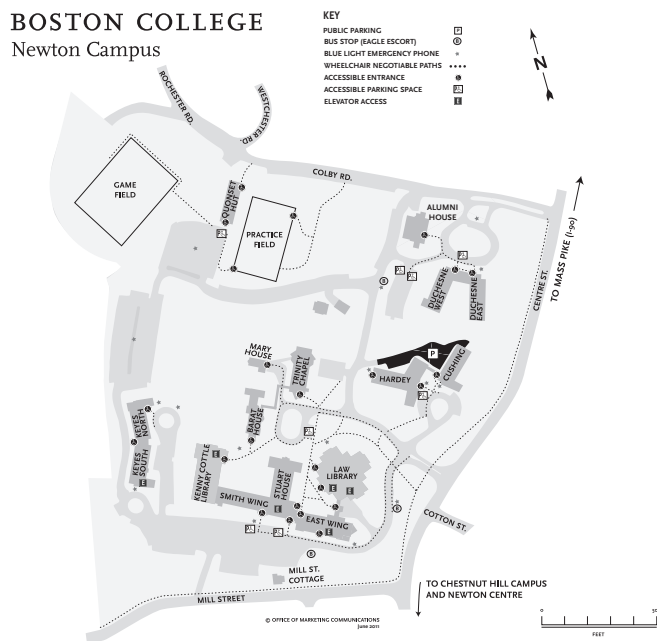 BOSTON COLLEGE
Newton Campus
KEY
PUBLIC PARKING P
BUS STOP (EAGLE ESCORT) B
BLUE LIGHT EMERGENCY PHONE *
WHEELCHAIR NEGOTIABLE PATHS
ACCESSIBLE ENTRANCE
ACCESSIBLE PARKING SPACE
ELEVATOR ACCESS E
N
ROCHESTER RD.
WESTCHESTER RD.
COLBY RD.
GAME
FIELD
QUONSET
HUT
PRACTICE
FIELD
ALUMNI
HOUSE
DUCHESNE
WEST
DUCHESNE
EAST
CENTRE ST.
TO MASS PIKE (I-90)
B
P
HARDEY
CUSHING
MARY
HOUSE
TRINITY
CHAPEL
BARAT
HOUSE
KEYES
NORTH
KEYES
SOUTH
E
KENNY COTTLE
LIBRARY
E
STUART
HOUSE
LAW
LIBRARY
E
E
SMITH WING
E
EAST WING
E
B
COTTON ST.
B
MILL ST.
COTTAGE
MILL STREET
TO CHESTNUT HILL CAMPUS
AND NEWTON CENTRE
© OFFICE OF MARKETING COMMUNICATIONS
JUNE 2011
0
FEET